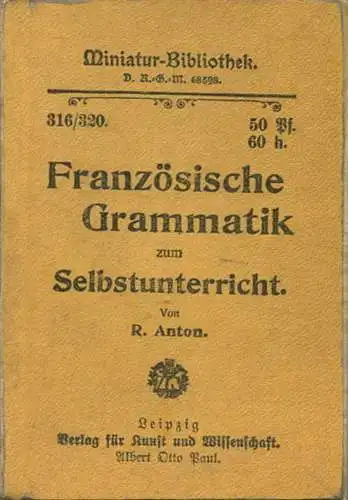 Miniatur-Bibliothek.
D. R.-G.-M. 68598.
316/320.
50 Pf.
60 h.
Französische
Grammatik
zum
Selbstunterricht.
Von
R. Anton.
Leipzig
Verlag für Kunst und Wissenschaft.
Albert Otto Paul.